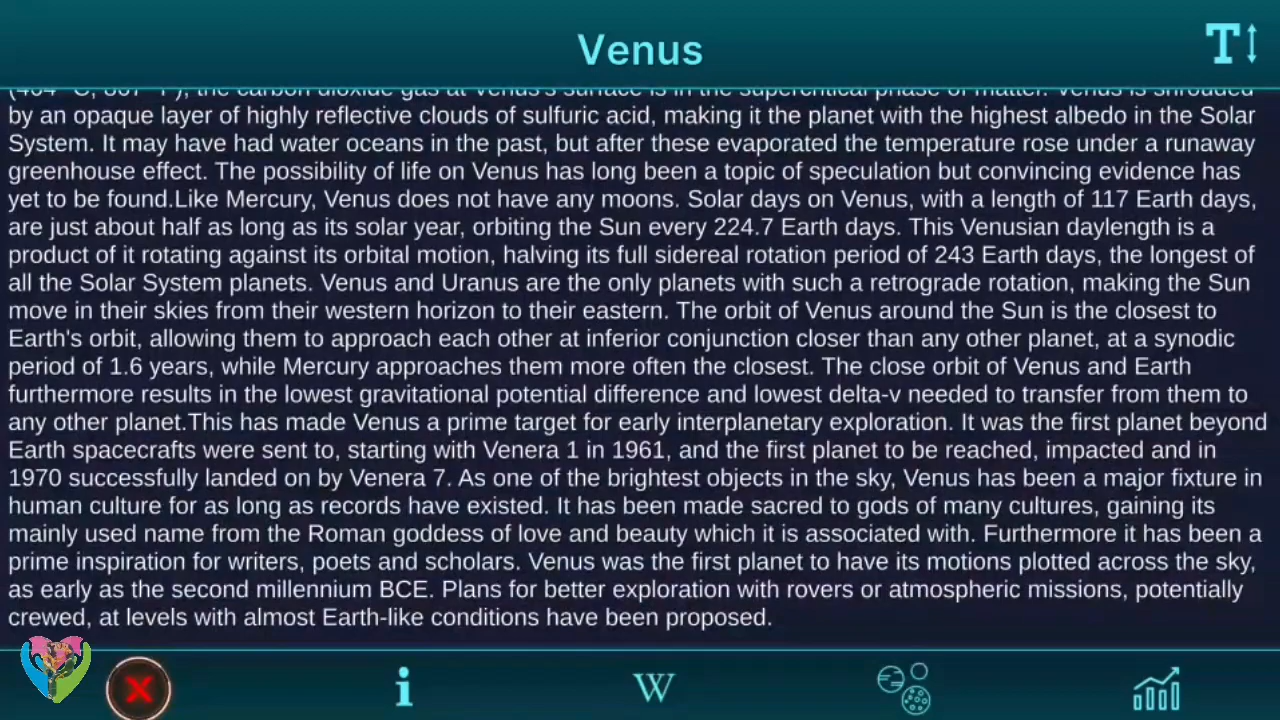 Venus
T
(464 °C; 867 °F), the carbon dioxide gas at Venus's surface is in the supercritical phase of matter. Venus is shrouded
by an opaque layer of highly reflective clouds of sulfuric acid, making it the planet with the highest albedo in the Solar
System. It may have had water oceans in the past, but after these evaporated the temperature rose under a runaway
greenhouse effect. The possibility of life on Venus has long been a topic of speculation but convincing evidence has
yet to be found.Like Mercury, Venus does not have any moons. Solar days on Venus, with a length of 117 Earth days,
are just about half as long as its solar year, orbiting the Sun every 224.7 Earth days. This Venusian daylength is a
product of it rotating against its orbital motion, halving its full sidereal rotation period of 243 Earth days, the longest of
all the Solar System planets. Venus and Uranus are the only planets with such a retrograde rotation, making the Sun
move in their skies from their western horizon to their eastern. The orbit of Venus around the Sun is the closest to
Earth's orbit, allowing them to approach each other at inferior conjunction closer than any other planet, at a synodic
period of 1.6 years, while Mercury approaches them more often the closest. The close orbit of Venus and Earth
furthermore results in the lowest gravitational potential difference and lowest delta-v needed to transfer from them to
any other planet.This has made Venus a prime target for early interplanetary exploration. It was the first planet beyond
Earth spacecrafts were sent to, starting with Venera 1 in 1961, and the first planet to be reached, impacted and in
1970 successfully landed on by Venera 7. As one of the brightest objects in the sky, Venus has been a major fixture in
human culture for as long as records have existed. It has been made sacred to gods of many cultures, gaining its
mainly used name from the Roman goddess of love and beauty which it is associated with. Furthermore it has been a
prime inspiration for writers, poets and scholars. Venus was the first planet to have its motions plotted across the sky,
as early as the second millennium BCE. Plans for better exploration with rovers or atmospheric missions, potentially
crewed, at levels with almost Earth-like conditions have been proposed.
i
W